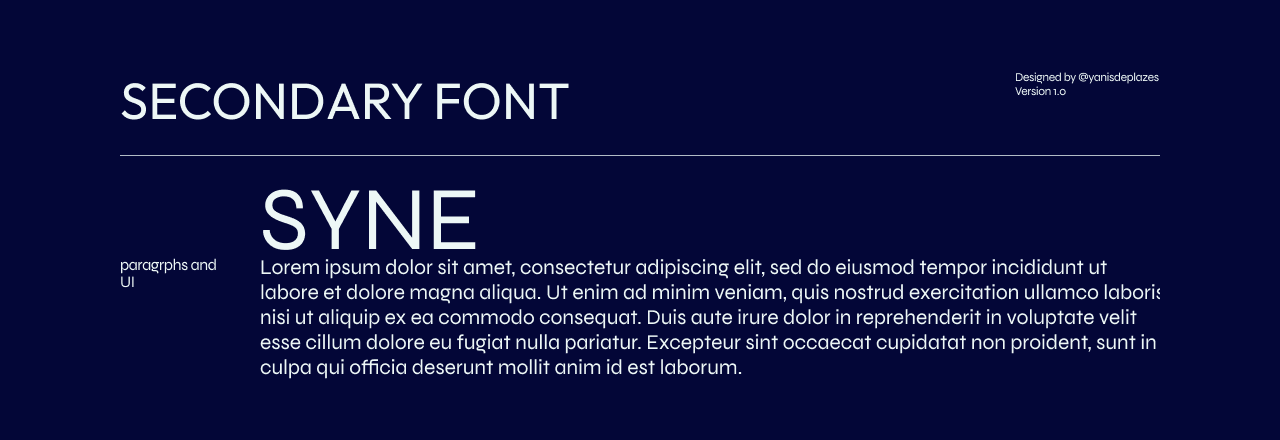 SECONDARY FONT
Designed by @yanisdeplazes
Version 1.0
SYNE
paragrphs and
UI
Lorem ipsum dolor sit amet, consectetur adipiscing elit, sed do eiusmod tempor incididunt ut
labore et dolore magna aliqua. Ut enim ad minim veniam, quis nostrud exercitation ullamco laboris
nisi ut aliquip ex ea commodo consequat. Duis aute irure dolor in reprehenderit in voluptate velit
esse cillum dolore eu fugiat nulla pariatur. Excepteur sint occaecat cupidatat non proident, sunt in
culpa qui officia deserunt mollit anim id est laborum.